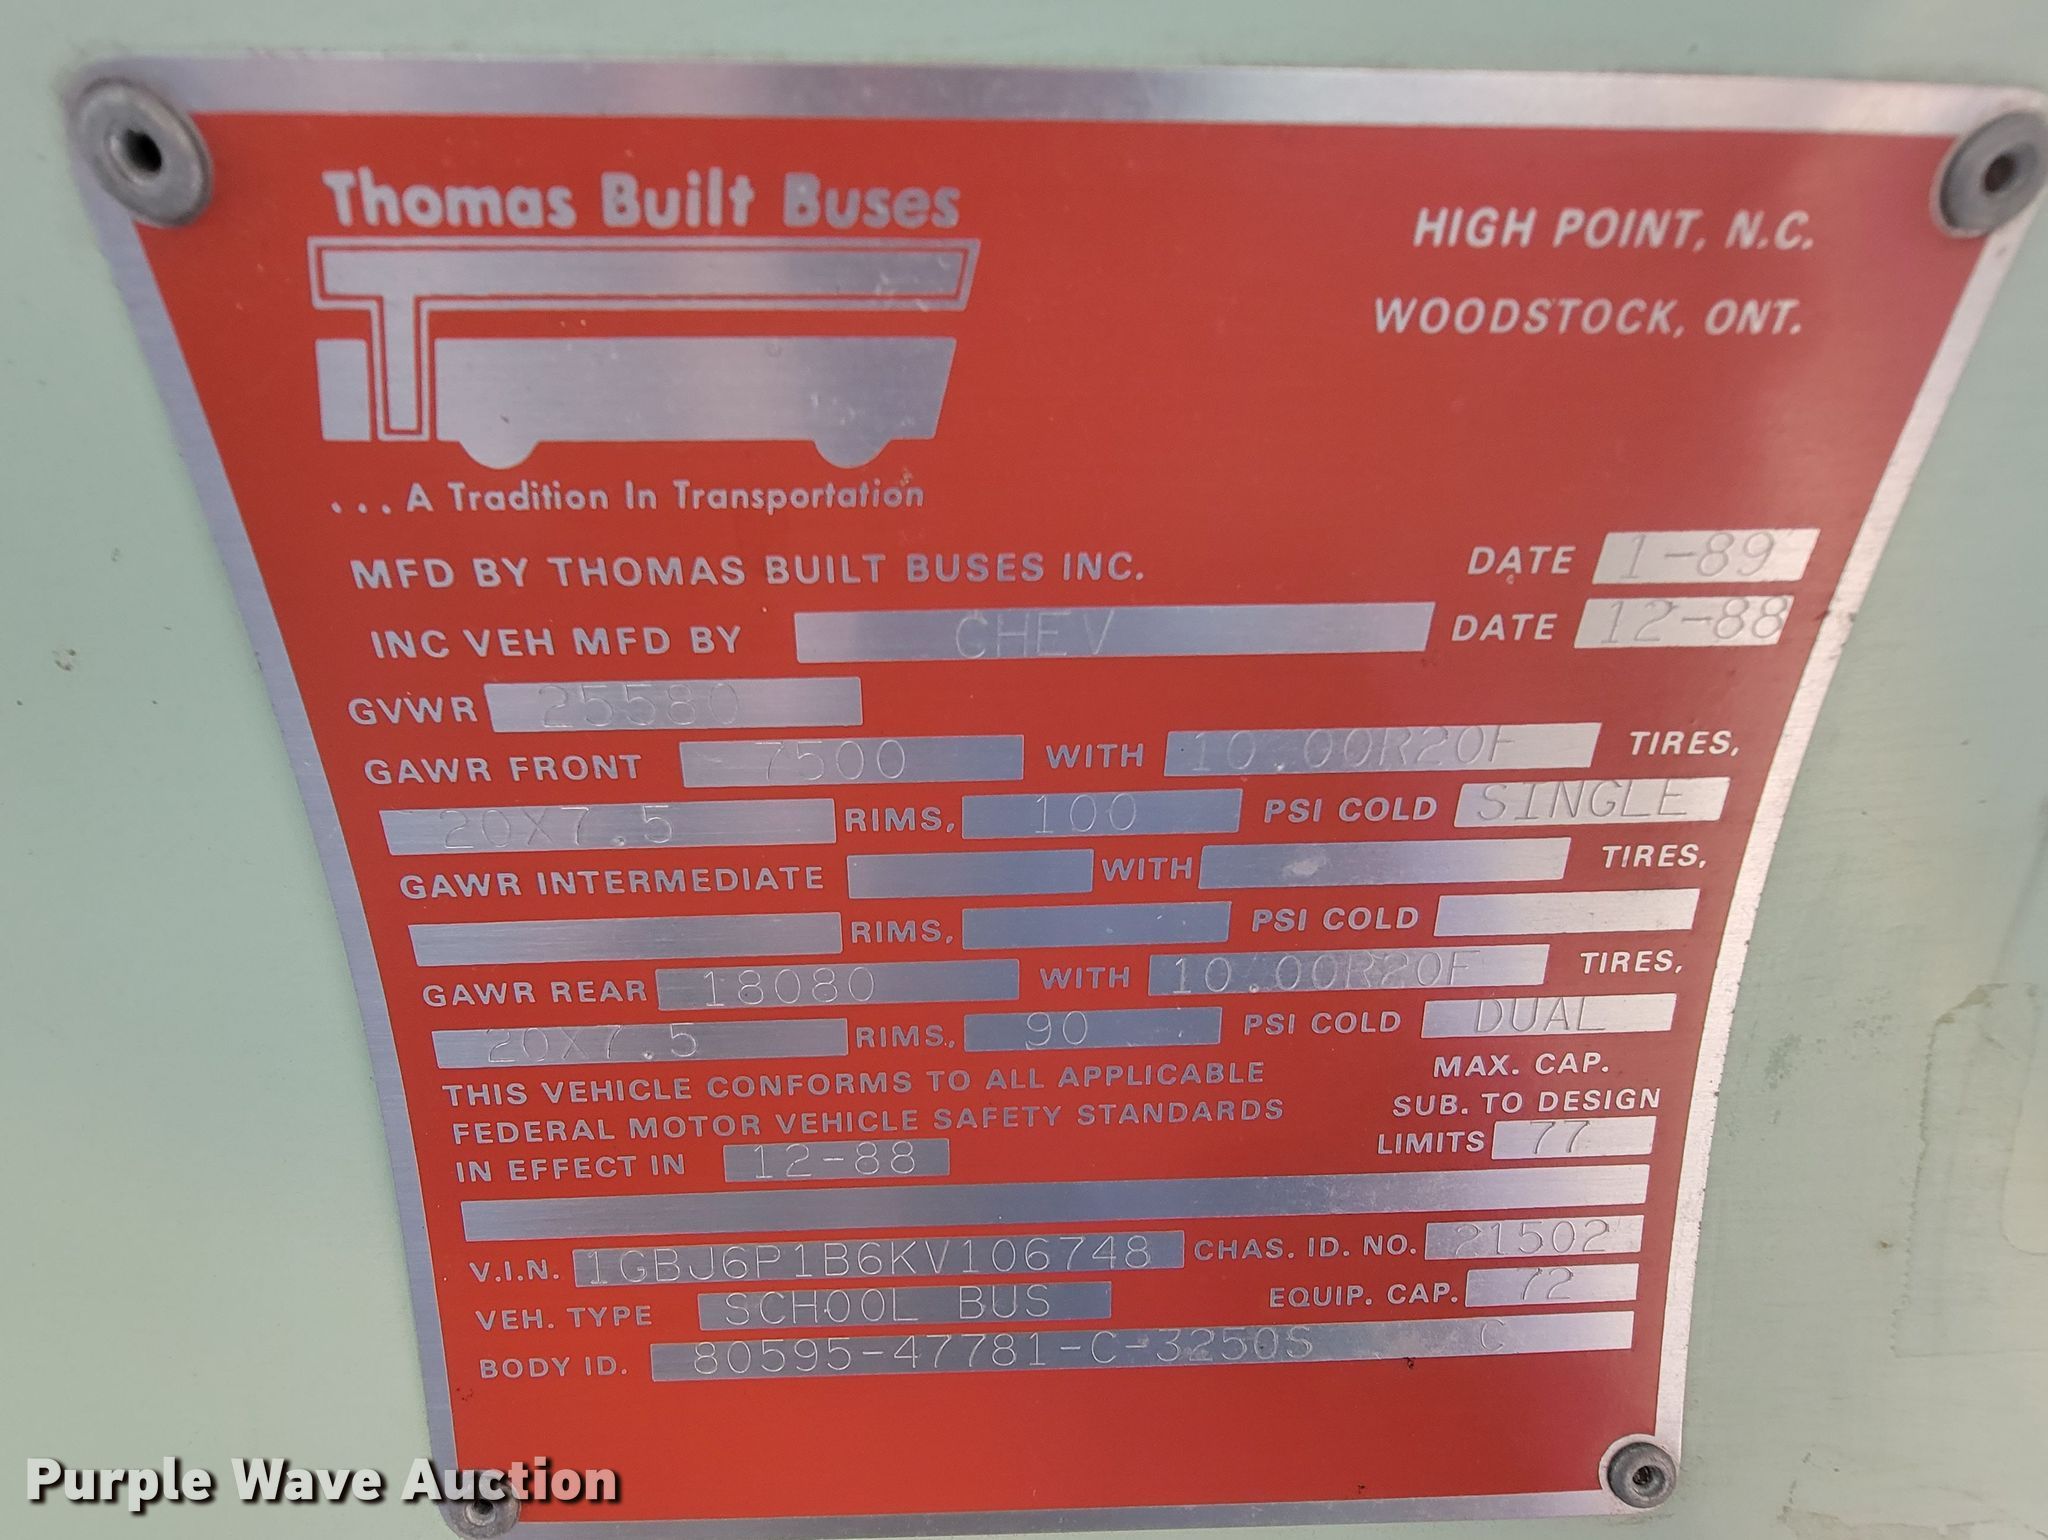 Thomas Built Buses
HIGH POINT, N.C.
WOODSTOCK, ONT.
...A Tradition In Transportation
MFD BY THOMAS BUILT BUSES INC. DATE 1-89
INC VEH MFD BY CHEV DATE 12-88
GVWR 25580
GAWR FRONT 7500 WITH 10.00R20F TIRES,
20X7.5 RIMS, 100 PSI COLD SINGLE
GAWR INTERMEDIATE WITH TIRES,
RIMS, PSI COLD
GAWR REAR 18080 WITH 10.00R20F TIRES,
20X7.5 RIMS, 90 PSI COLD DUAL
THIS VEHICLE CONFORMS TO ALL APPLICABLE
FEDERAL MOTOR VEHICLE SAFETY STANDARDS
IN EFFECT IN 12-88
MAX. CAP.
SUB. TO DESIGN
LIMITS 77
V.I.N. 1GBJ6P1B6KV106748 CHAS. ID. NO. 21502
VEH. TYPE SCHOOL BUS EQUIP. CAP. 72
BODY ID. 80595-47781-C-3250S C
Purple Wave Auction